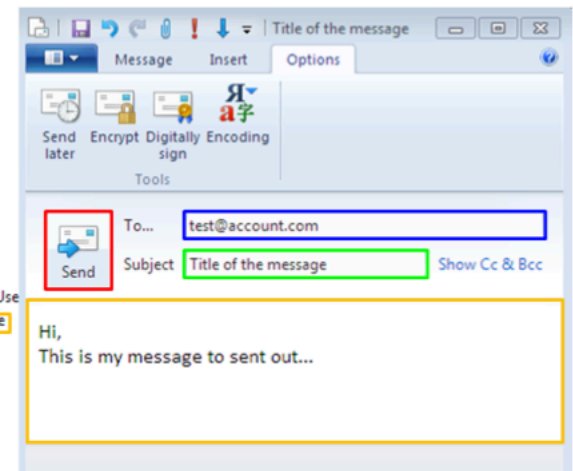 Title of the message
Message Insert Options
Send later
Encrypt
Digitally sign
Encoding
Tools
To... test@account.com
Send
Subject Title of the message Show Cc & Bcc
Use
e
Hi,
This is my message to sent out...